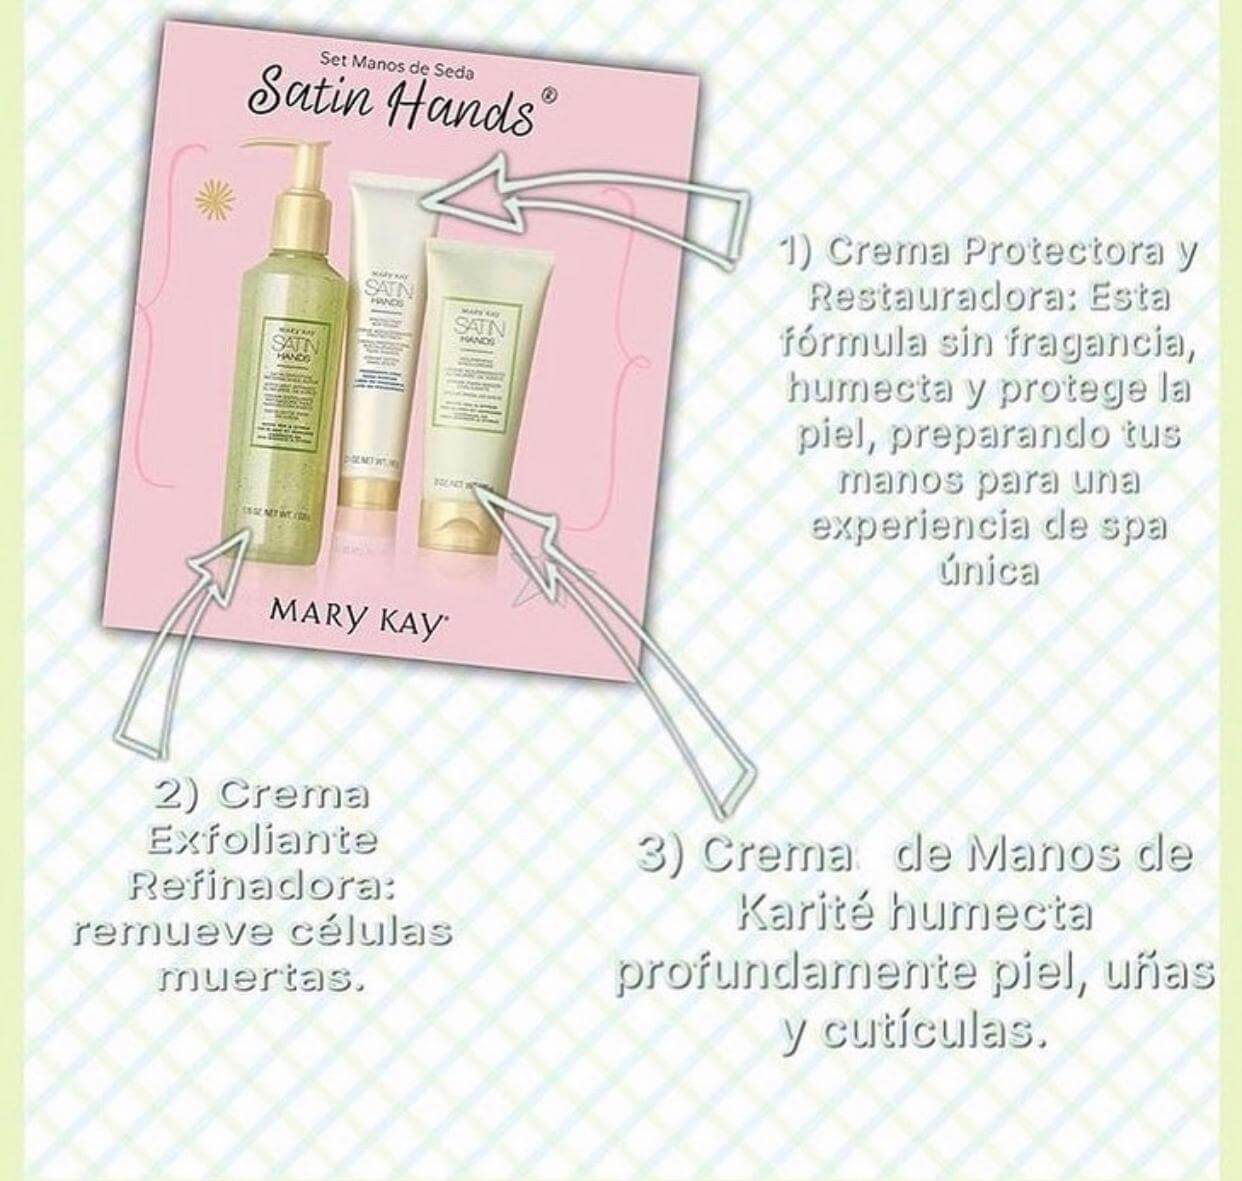 Set Manos de Seda
Satin Hands®
MARY KAY
SATIN
HANDS
MARY KAY
SATIN
HANDS
MARY KAY
SATIN
HANDS
MARY KAY®
1) Crema Protectora y
Restauradora: Esta
fórmula sin fragancia,
humecta y protege la
piel, preparando tus
manos para una
experiencia de spa
única
2) Crema
Exfoliante
Refinadora:
remueve células
muertas.
3) Crema de Manos de
Karité humecta
profundamente piel, uñas
y cutículas.